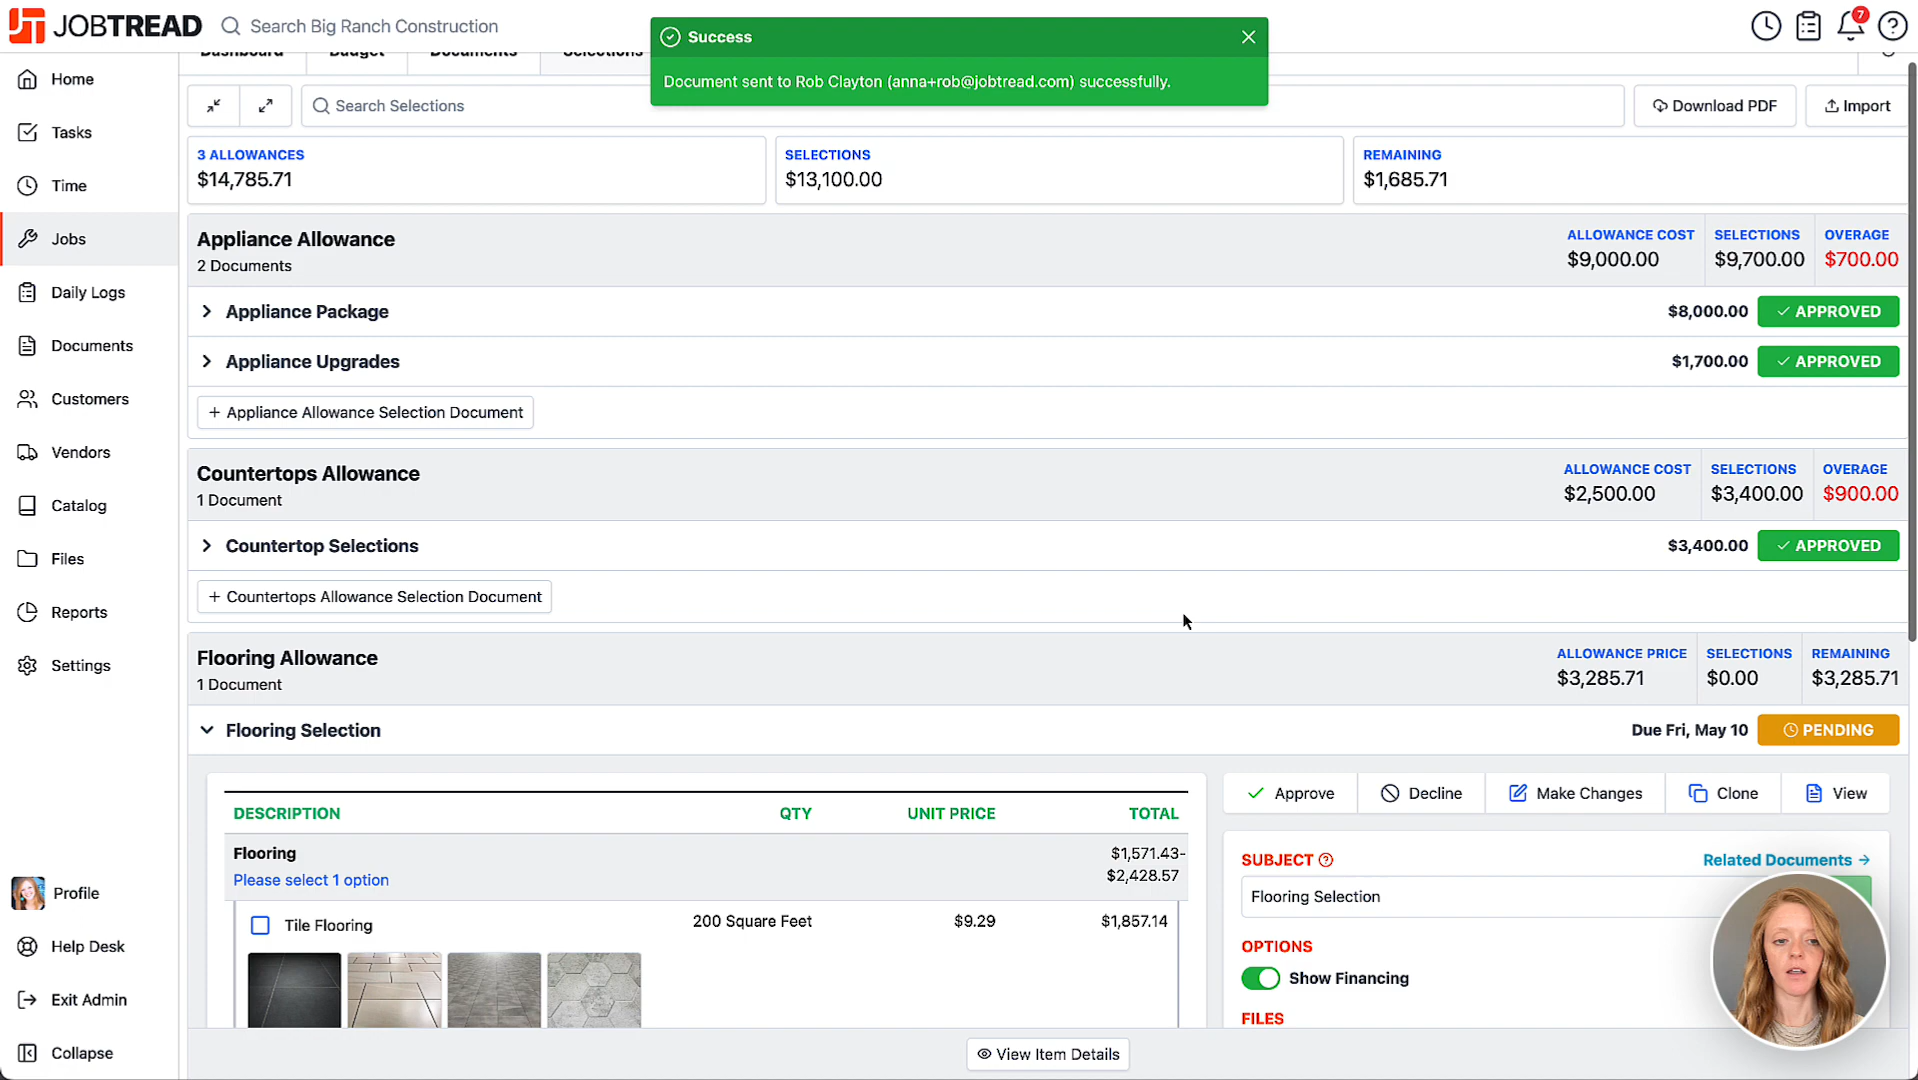 JOBTREAD
Search Big Ranch Construction
7
Success
Document sent to Rob Clayton (anna+rob@jobtread.com) successfully.
Dashboard
Budget
Documents
Selections
Home
Tasks
Time
Jobs
Daily Logs
Documents
Customers
Vendors
Catalog
Files
Reports
Settings
Profile
Help Desk
Exit Admin
Collapse
Search Selections
Download PDF
Import
3 ALLOWANCES
$14,785.71
SELECTIONS
$13,100.00
REMAINING
$1,685.71
Appliance Allowance
2 Documents
ALLOWANCE COST
$9,000.00
SELECTIONS
$9,700.00
OVERAGE
$700.00
Appliance Package
$8,000.00
APPROVED
Appliance Upgrades
$1,700.00
APPROVED
+ Appliance Allowance Selection Document
Countertops Allowance
1 Document
ALLOWANCE COST
$2,500.00
SELECTIONS
$3,400.00
OVERAGE
$900.00
Countertop Selections
$3,400.00
APPROVED
+ Countertops Allowance Selection Document
Flooring Allowance
1 Document
ALLOWANCE PRICE
$3,285.71
SELECTIONS
$0.00
REMAINING
$3,285.71
Flooring Selection
Due Fri, May 10
PENDING
DESCRIPTION QTY UNIT PRICE TOTAL
Flooring $1,571.43-
Please select 1 option $2,428.57
Tile Flooring 200 Square Feet $9.29 $1,857.14
Approve
Decline
Make Changes
Clone
View
SUBJECT
Related Documents →
Flooring Selection
OPTIONS
Show Financing
FILES
View Item Details